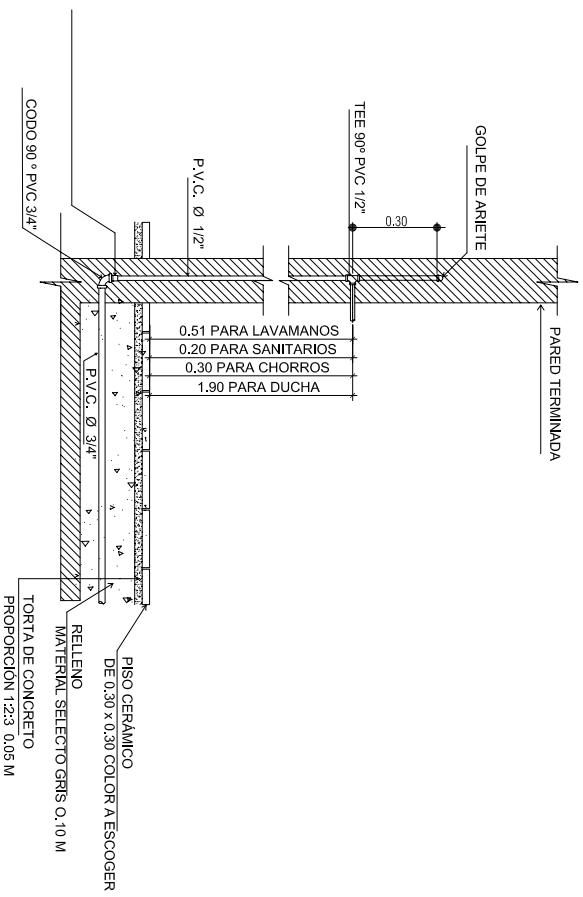 GOLPE DE ARIETE
0.30
TEE 90° PVC 1/2"
PARED TERMINADA
P.V.C. Ø 1/2"
CODO 90 ° PVC 3/4"
0.51 PARA LAVAMANOS
0.20 PARA SANITARIOS
0.30 PARA CHORROS
1.90 PARA DUCHA
P.V.C. Ø 3/4"
PISO CERÁMICO
DE 0.30 x 0.30 COLOR A ESCOGER
RELLENO
MATERIAL SELECTO GRIS O.10 M
TORTA DE CONCRETO
PROPORCIÓN 1:2:3 0.05 M